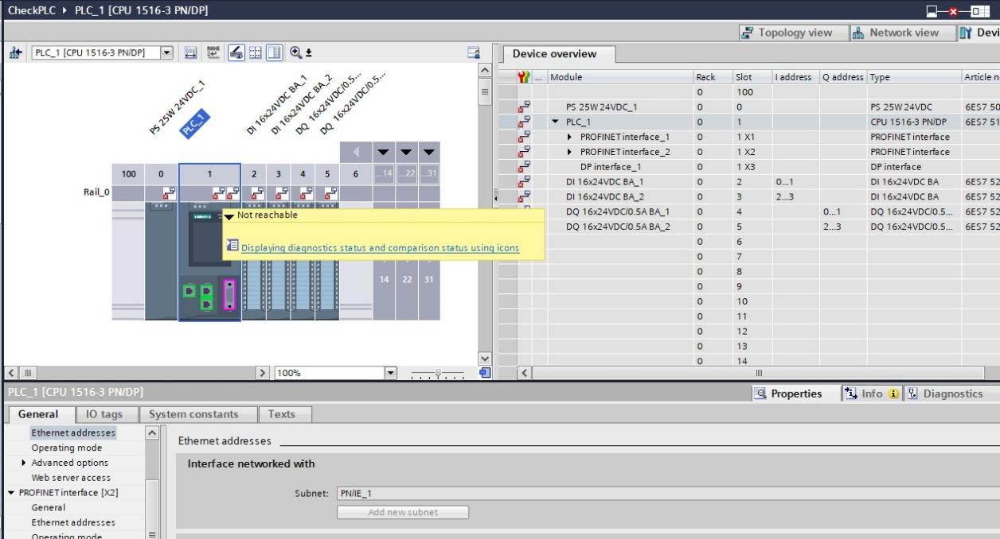 CheckPLC ▸ PLC_1 [CPU 1516-3 PN/DP]
Topology view
Network view
PLC_1 [CPU 1516-3 PN/DP]
PS 25W 24VDC_1
PLC_1
DI 16x24VDC BA_1
DI 16x24VDC BA_2
DQ 16x24VDC/0.5...
DQ 16x24VDC/0.5...
100 0 1 2 3 4 5 6 ...14 ...22 ...31
Rail_0
SIEMENS
Not reachable
Displaying diagnostics status and comparison status using icons
14 22 31
100%
Device overview
... Module Rack Slot I address Q address Type Article n
0 100
PS 25W 24VDC_1 0 0 PS 25W 24VDC 6ES7 50
PLC_1 0 1 CPU 1516-3 PN/DP 6ES7 51
PROFINET interface_1 0 1 X1 PROFINET interface
PROFINET interface_2 0 1 X2 PROFINET interface
DP interface_1 0 1 X3 DP interface
DI 16x24VDC BA_1 0 2 0...1 DI 16x24VDC BA 6ES7 52
DI 16x24VDC BA_2 0 3 2...3 DI 16x24VDC BA 6ES7 52
DQ 16x24VDC/0.5A BA_1 0 4 0...1 DQ 16x24VDC/0.5... 6ES7 52
DQ 16x24VDC/0.5A BA_2 0 5 2...3 DQ 16x24VDC/0.5... 6ES7 52
0 6
0 7
0 8
0 9
0 10
0 11
0 12
0 13
0 14
PLC_1 [CPU 1516-3 PN/DP]
Properties
Info
Diagnostics
General
IO tags
System constants
Texts
Ethernet addresses
Operating mode
Advanced options
Web server access
PROFINET interface [X2]
General
Ethernet addresses
Operating mode
Ethernet addresses
Interface networked with
Subnet: PN/IE_1
Add new subnet